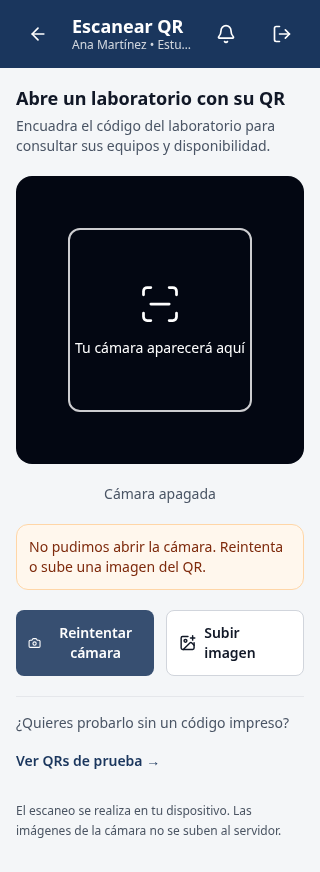 Escanear QR
Ana Martínez • Estu...
Abre un laboratorio con su QR
Encuadra el código del laboratorio para
consultar sus equipos y disponibilidad.
Tu cámara aparecerá aquí
Cámara apagada
No pudimos abrir la cámara. Reintenta
o sube una imagen del QR.
Reintentar
cámara
Subir
imagen
¿Quieres probarlo sin un código impreso?
Ver QRs de prueba →
El escaneo se realiza en tu dispositivo. Las
imágenes de la cámara no se suben al servidor.